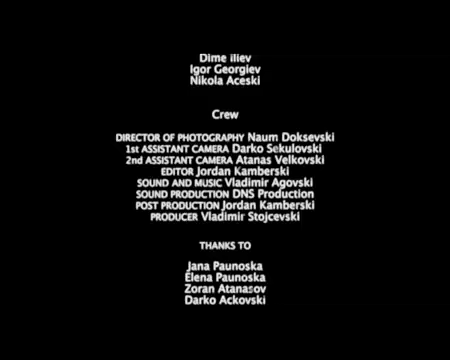 Dime Iliev
Igor Georgiev
Nikola Aceski
Crew
DIRECTOR OF PHOTOGRAPHY Naum Doksevski
1st ASSISTANT CAMERA Darko Sekulovski
2nd ASSISTANT CAMERA Atanas Velkovski
EDITOR Jordan Kamberski
SOUND AND MUSIC Vladimir Agovski
SOUND PRODUCTION DNS Production
POST PRODUCTION Jordan Kamberski
PRODUCER Vladimir Stojcevski
THANKS TO
Jana Paunoska
Elena Paunoska
Zoran Atanasov
Darko Ackovski